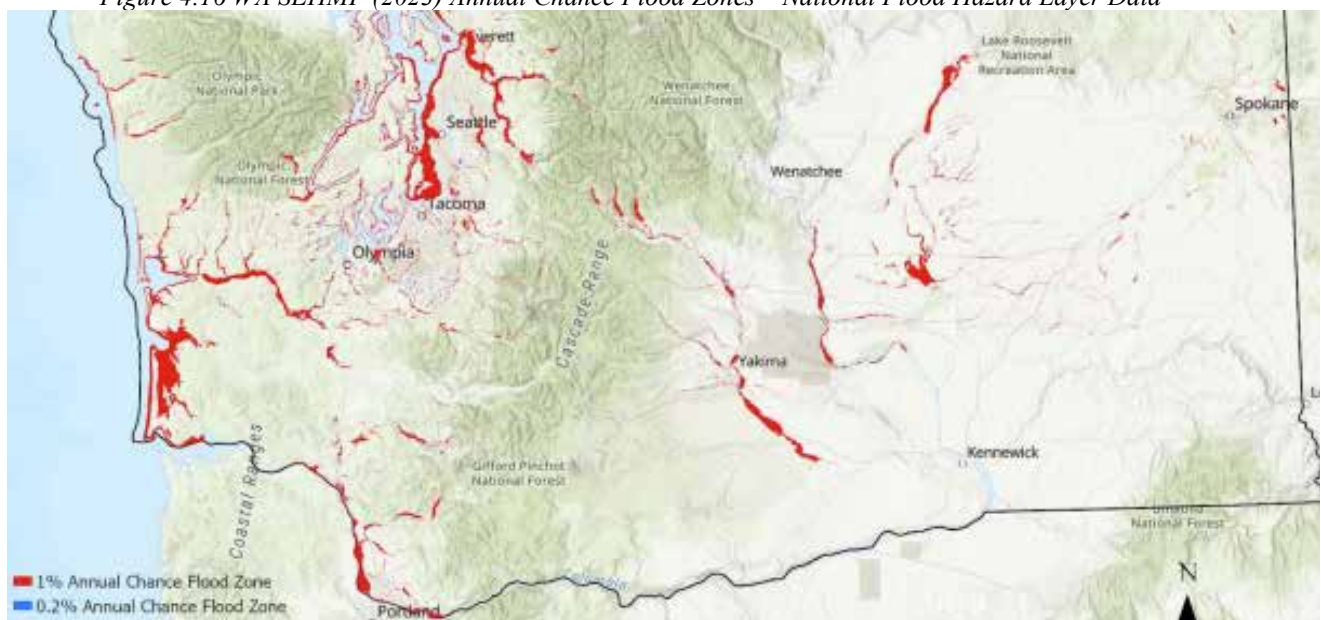 Figure 4.10 WA SEHMP (2023) Annual Chance Flood Zones – National Flood Hazard Layer Data
Everett
Lake Roosevelt
National
Recreation Area
Olympic
National Park
Wenatchee
National Forest
Spokane
Seattle
Olympic
National Forest
Wenatchee
Tacoma
Olympia
Cascade Range
Yakima
Kennewick
Gifford Pinchot
National Forest
Coastal Ranges
Umatilla
National Forest
1% Annual Chance Flood Zone
Columbia
N
0.2% Annual Chance Flood Zone
Portland